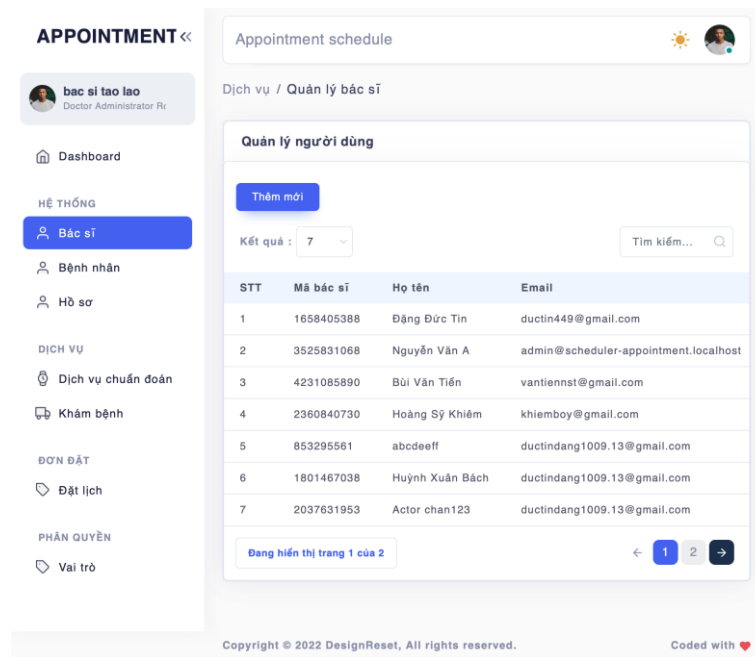 APPOINTMENT
bac si tao lao
Doctor Administrator
Dashboard
HỆ THỐNG
Bác sĩ
Bệnh nhân
Hồ sơ
DỊCH VỤ
Dịch vụ chuẩn đoán
Khám bệnh
ĐƠN ĐẶT
Đặt lịch
PHÂN QUYỀN
Vai trò
Appointment schedule
Dịch vụ / Quản lý bác sĩ
Quản lý người dùng
Thêm mới
Kết quả : 7
Tìm kiếm...
STT Mã bác sĩ Họ tên Email
1 1658405388 Đặng Đức Tin ductin449@gmail.com
2 3525831068 Nguyễn Văn A admin@scheduler-appointment.localhost
3 4231085890 Bùi Văn Tiến vantiennst@gmail.com
4 2360840730 Hoàng Sỹ Khiêm khiemboy@gmail.com
5 853295561 abcdeeff ductindang1009.13@gmail.com
6 1801467038 Huỳnh Xuân Bách ductindang1009.13@gmail.com
7 2037631953 Actor chan123 ductindang1009.13@gmail.com
Đang hiển thị trang 1 của 2
← 1 2 →
Copyright © 2022 DesignReset, All rights reserved.
Coded with